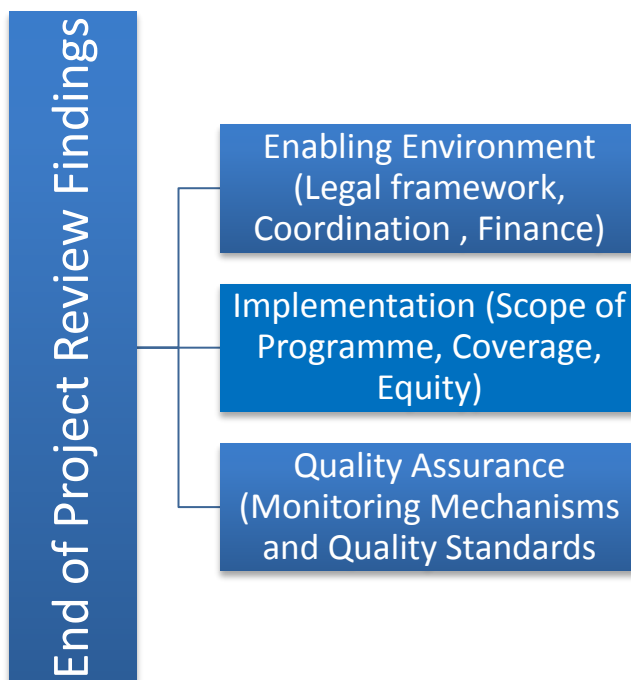 End of Project Review Findings
Enabling Environment
(Legal framework,
Coordination , Finance)
Implementation (Scope of
Programme, Coverage,
Equity)
Quality Assurance
(Monitoring Mechanisms
and Quality Standards